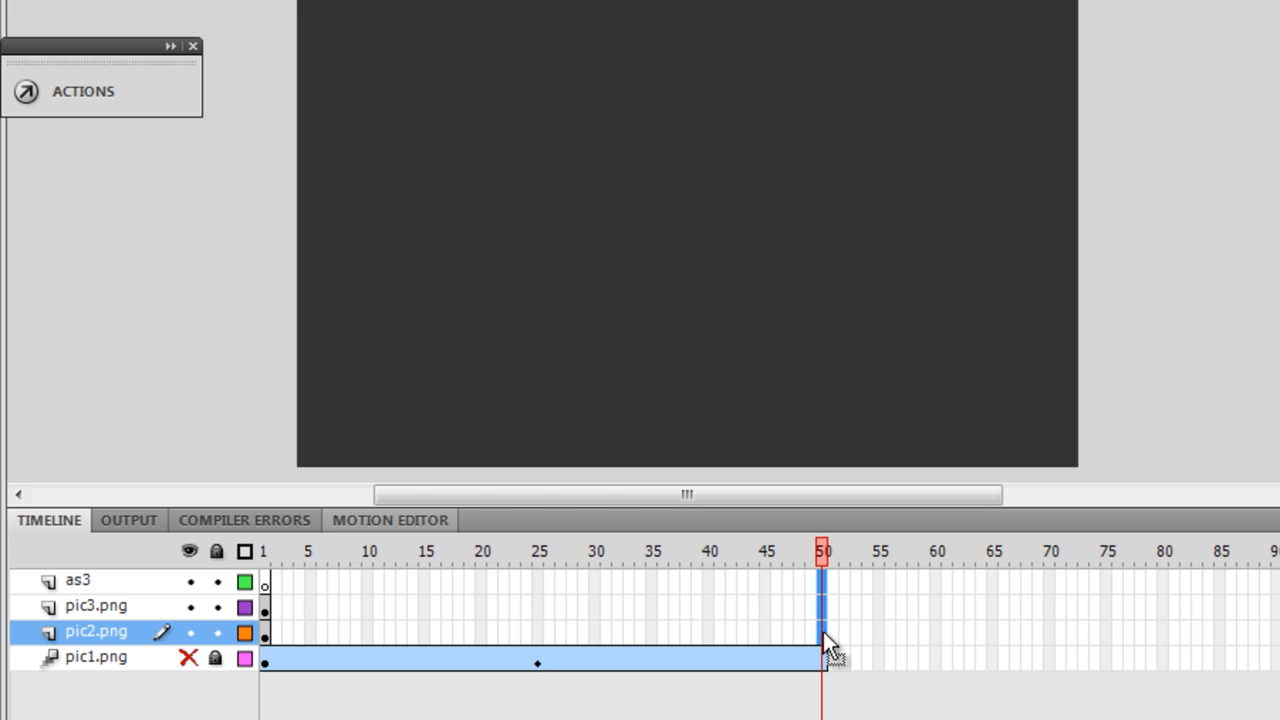 ACTIONS
TIMELINE OUTPUT COMPILER ERRORS MOTION EDITOR
1 5 10 15 20 25 30 35 40 45 50 55 60 65 70 75 80 85 9
as3
pic3.png
pic2.png
pic1.png